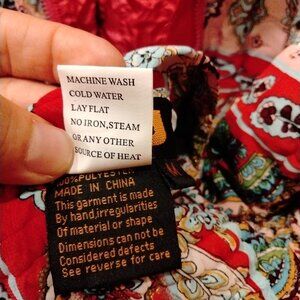 MACHINE WASH
COLD WATER
LAY FLAT
NO IRON,STEAM
OR ANY OTHER
SOURCE OF HEAT
100%POLYESTER
MADE IN CHINA
This garment is made
By hand,irregularities
Of material or shape
Dimensions can not be
Considered defects
See reverse for care